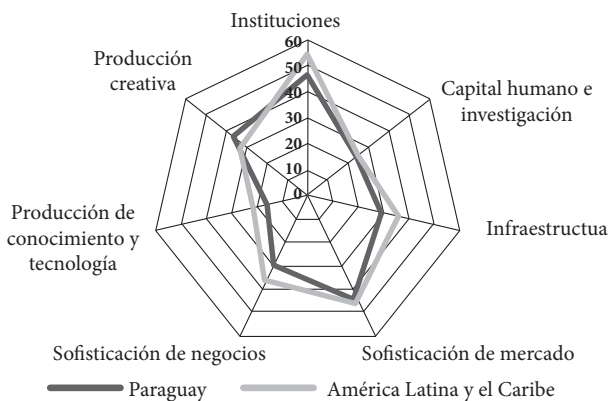 Instituciones
60
50
40
30
20
10
0
Producción
creativa
Capital humano e
investigación
Producción de
conocimiento y
tecnología
Infraestructua
Sofisticación de negocios
Sofisticación de mercado
Paraguay
América Latina y el Caribe